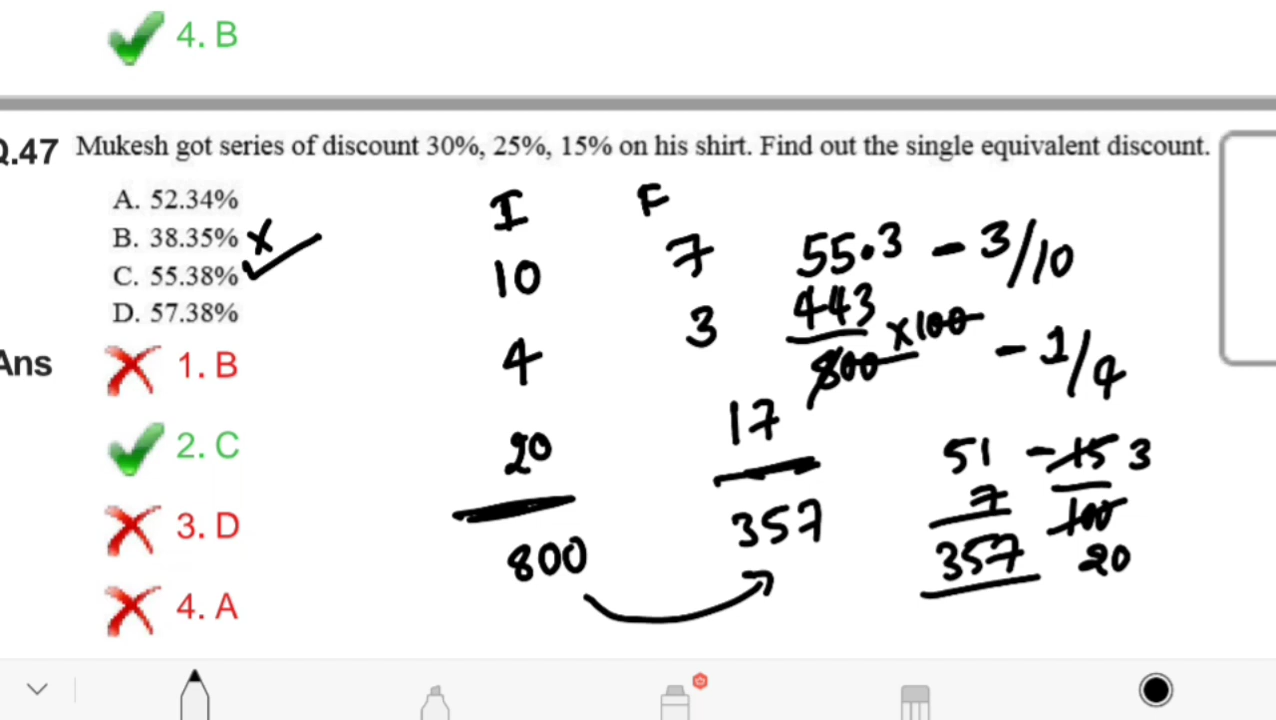 4. B
Q.47 Mukesh got series of discount 30%, 25%, 15% on his shirt. Find out the single equivalent discount.
A. 52.34%
B. 38.35% x
C. 55.38%
D. 57.38%
Ans
1. B
2. C
3. D
4. A
I F
10 7
4 3
20 17
800 357
55.3 - 3/10
443
800 x100
- 1/4
51 - 15 3
7 100
357 20